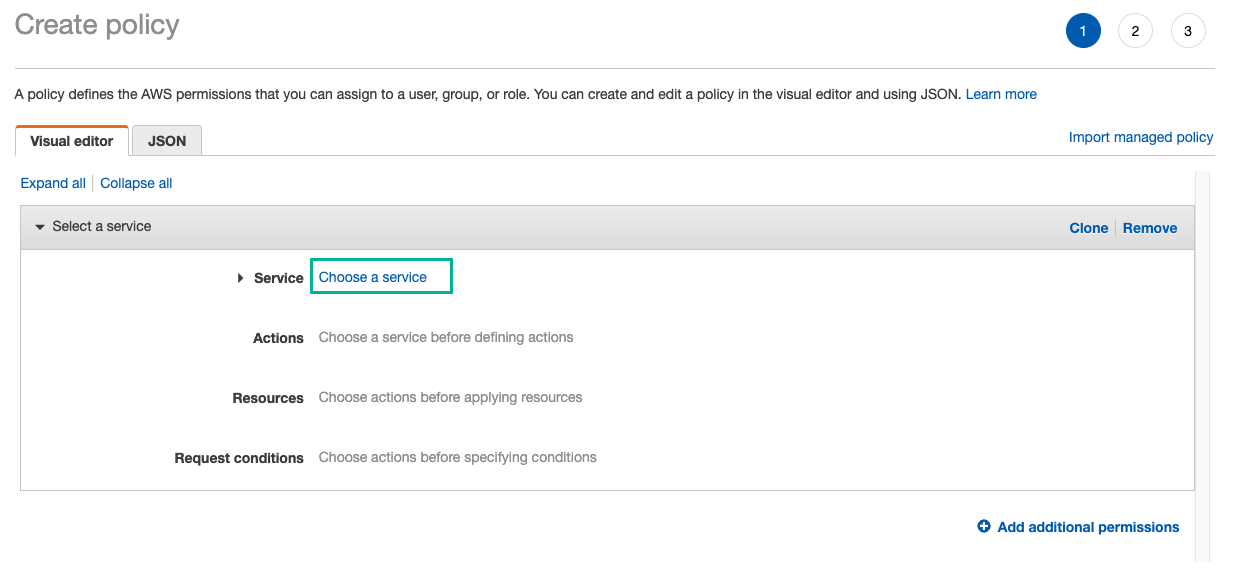 Create policy
1 2 3
A policy defines the AWS permissions that you can assign to a user, group, or role. You can create and edit a policy in the visual editor and using JSON. Learn more
Visual editor JSON
Import managed policy
Expand all Collapse all
Select a service
Clone Remove
Service Choose a service
Actions Choose a service before defining actions
Resources Choose actions before applying resources
Request conditions Choose actions before specifying conditions
Add additional permissions